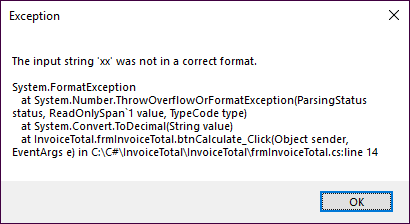 Exception
The input string 'xx' was not in a correct format.
System.FormatException
at System.Number.ThrowOverflowOrFormatException(ParsingStatus
status, ReadOnlySpan`1 value, TypeCode type)
at System.Convert.ToDecimal(String value)
at InvoiceTotal.frmInvoiceTotal.btnCalculate_Click(Object sender,
EventArgs e) in C:\C#\InvoiceTotal\InvoiceTotal\frmInvoiceTotal.cs:line 14
OK